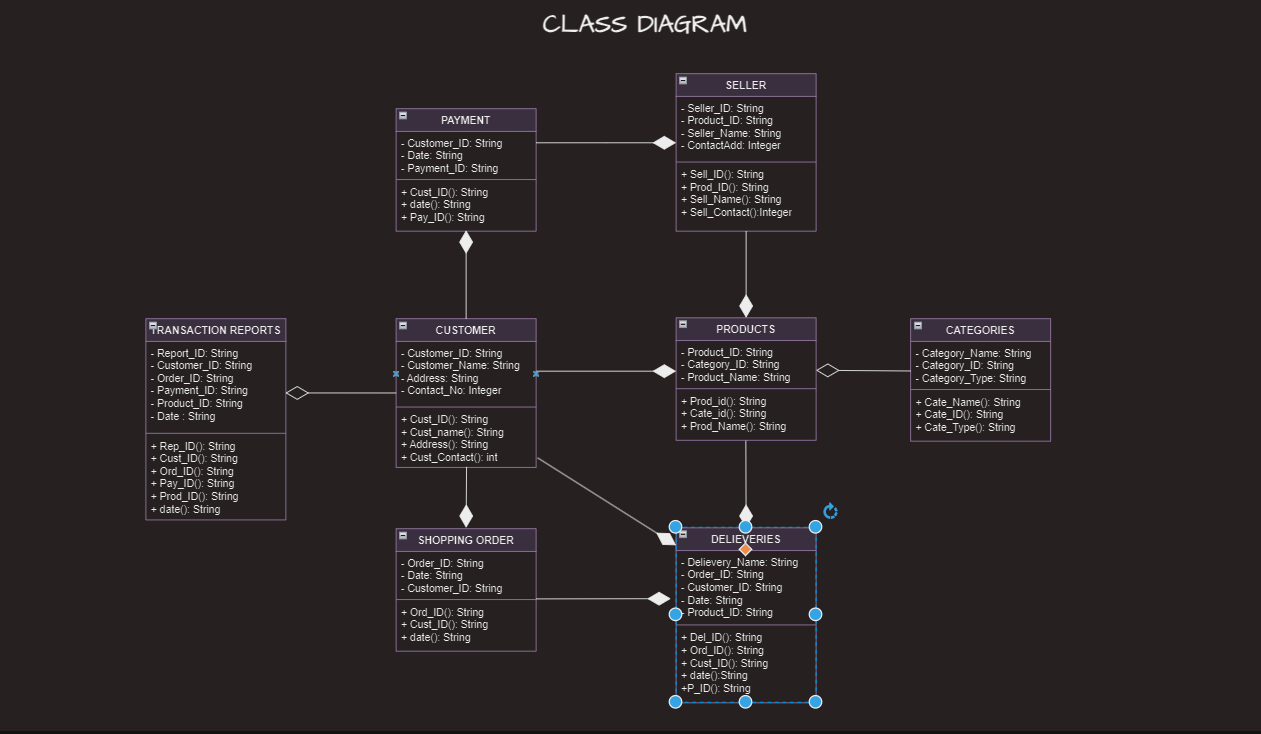 CLASS DIAGRAM
SELLER
- Seller_ID: String
- Product_ID: String
- Seller_Name: String
- ContactAdd: Integer
+ Sell_ID(): String
+ Prod_ID(): String
+ Sell_Name(): String
+ Sell_Contact():Integer
PAYMENT
- Customer_ID: String
- Date: String
- Payment_ID: String
+ Cust_ID(): String
+ date(): String
+ Pay_ID(): String
TRANSACTION REPORTS
- Report_ID: String
- Customer_ID: String
- Order_ID: String
- Payment_ID: String
- Product_ID: String
- Date : String
+ Rep_ID(): String
+ Cust_ID(): String
+ Ord_ID(): String
+ Pay_ID(): String
+ Prod_ID(): String
+ date(): String
CUSTOMER
- Customer_ID: String
- Customer_Name: String
- Address: String
- Contact_No: Integer
+ Cust_ID(): String
+ Cust_name(): String
+ Address(): String
+ Cust_Contact(): int
PRODUCTS
- Product_ID: String
- Category_ID: String
- Product_Name: String
+ Prod_id(): String
+ Cate_id(): String
+ Prod_Name(): String
CATEGORIES
- Category_Name: String
- Category_ID: String
- Category_Type: String
+ Cate_Name(): String
+ Cate_ID(): String
+ Cate_Type(): String
SHOPPING ORDER
- Order_ID: String
- Date: String
- Customer_ID: String
+ Ord_ID(): String
+ Cust_ID(): String
+ date(): String
DELIEVERIES
- Delievery_Name: String
- Order_ID: String
- Customer_ID: String
- Date: String
- Product_ID: String
+ Del_ID(): String
+ Ord_ID(): String
+ Cust_ID(): String
+ date():String
+P_ID(): String